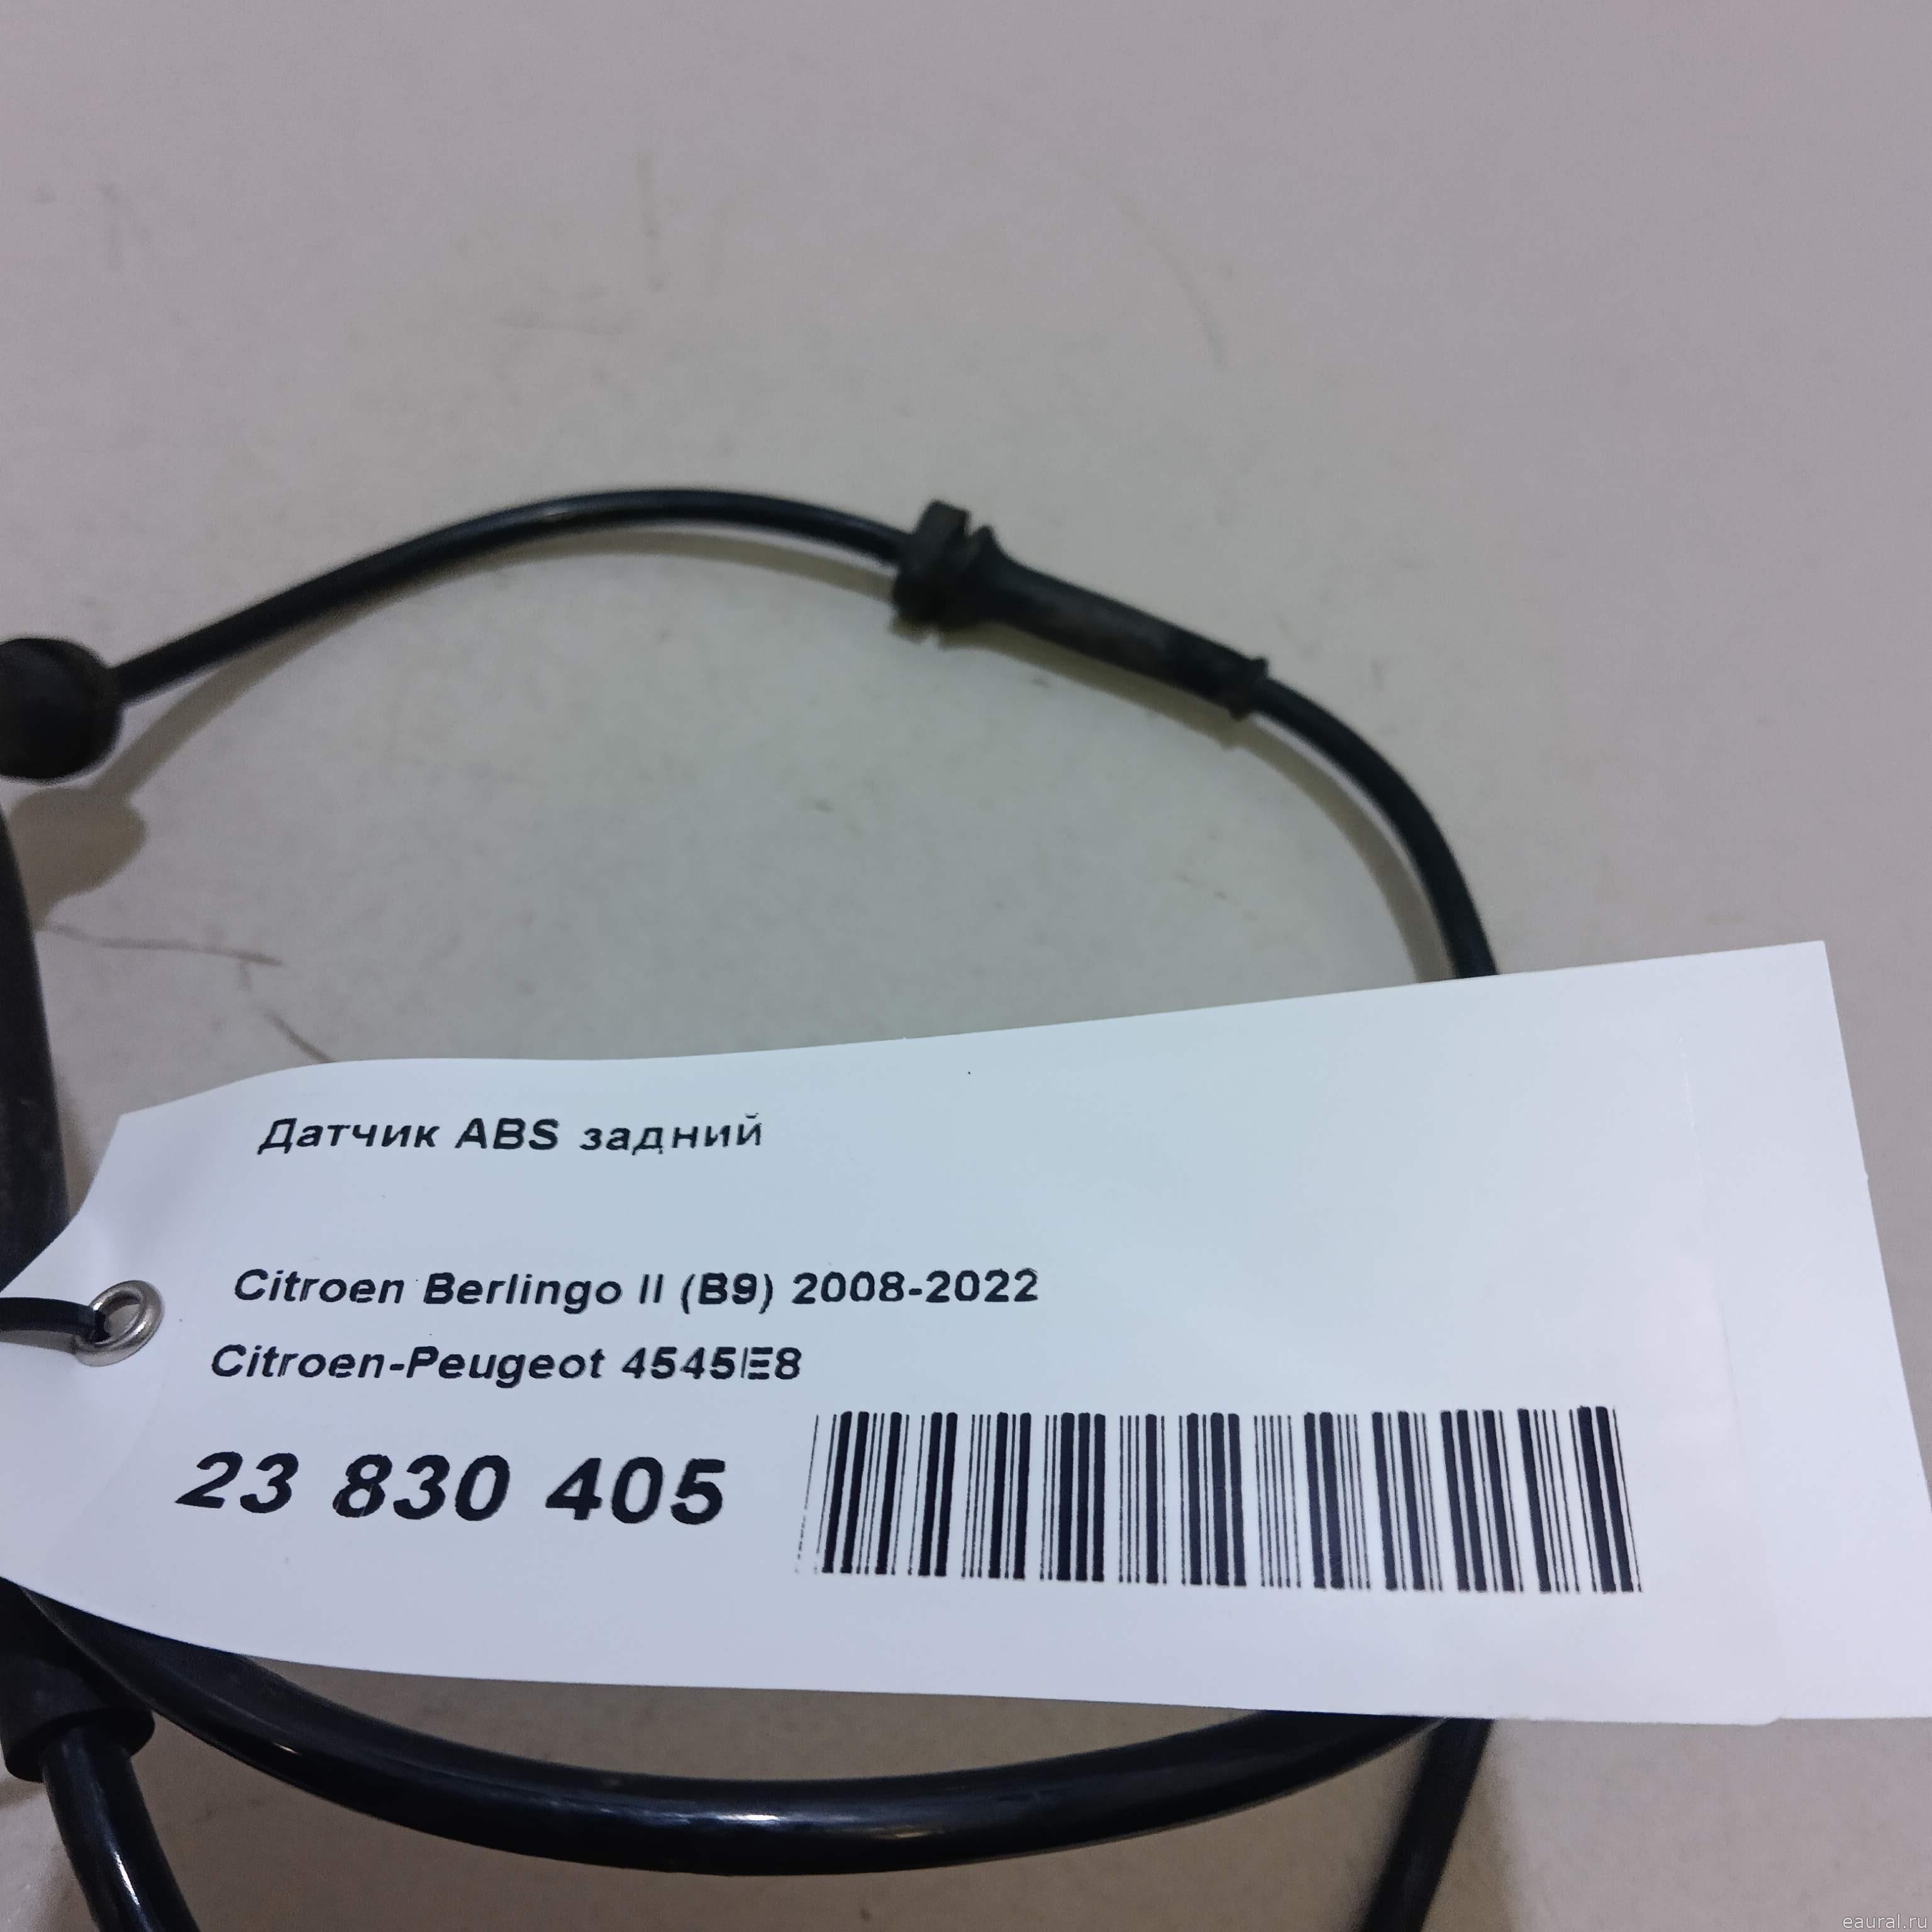 Датчик ABS задний
Citroen Berlingo II (B9) 2008-2022
Citroen-Peugeot 4545E8
23 830 405
eaural.ru